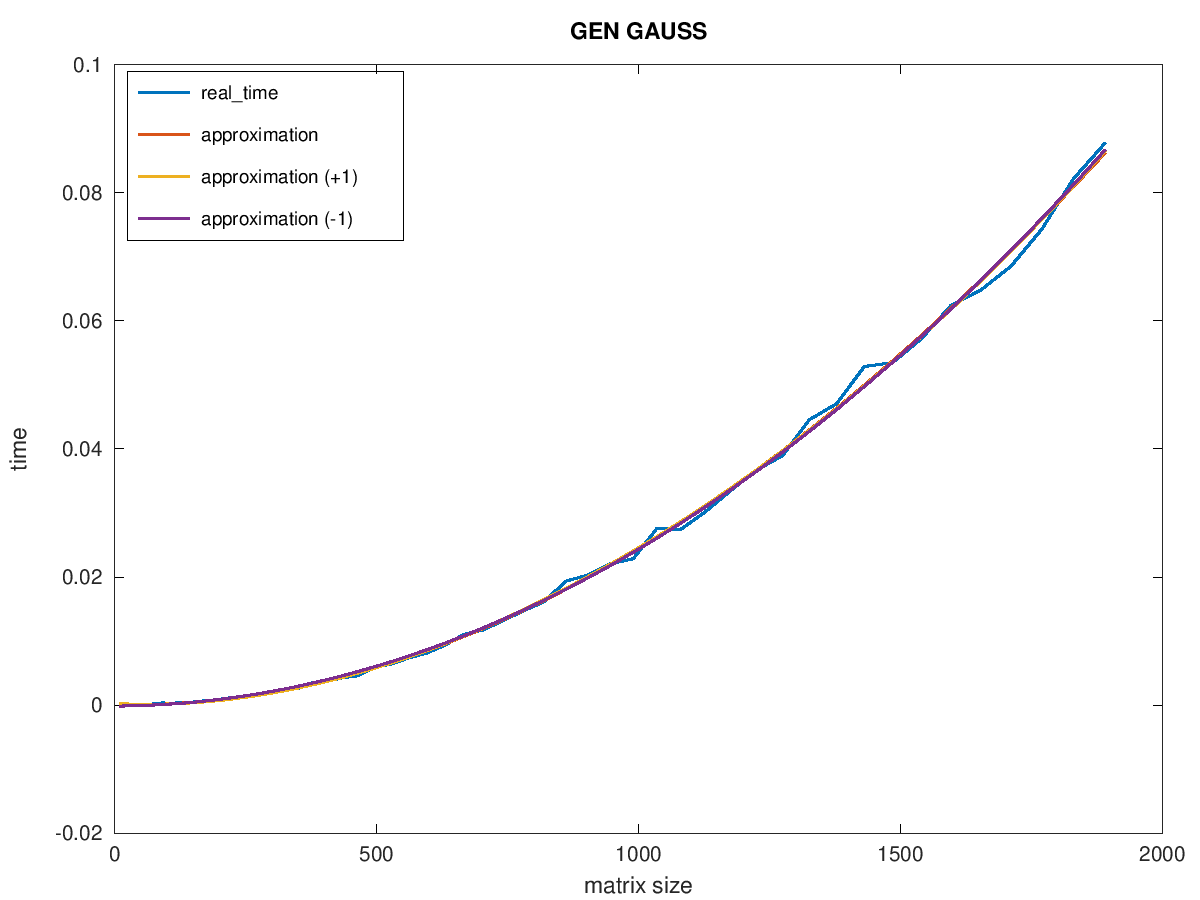 GEN GAUSS
0.1
real_time
approximation
approximation (+1)
approximation (-1)
0.08
0.06
time
0.04
0.02
0
-0.02
0 500 1000 1500 2000
matrix size